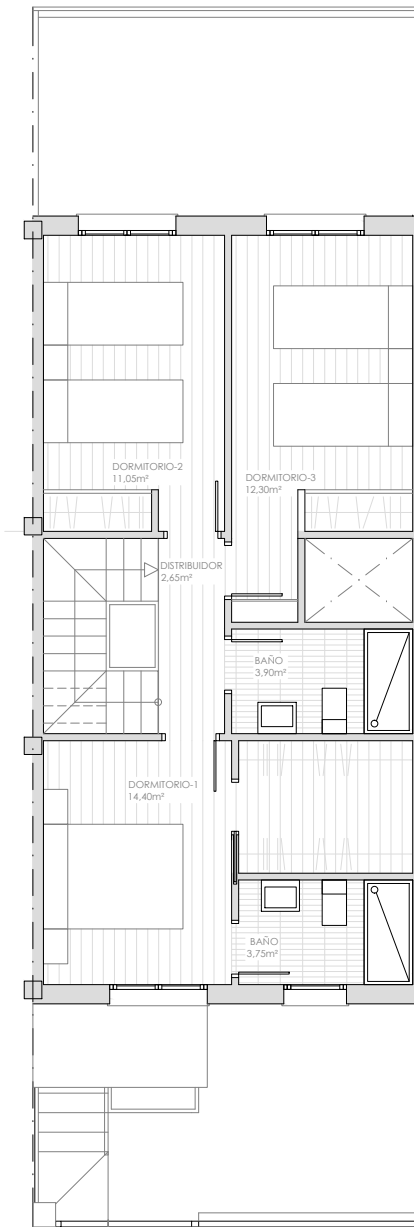 DORMITORIO-2
11,05m²
DORMITORIO-3
12,30m²
DISTRIBUIDOR
2,65m²
BAÑO
3,90m²
DORMITORIO-1
14,40m²
BAÑO
3,75m²